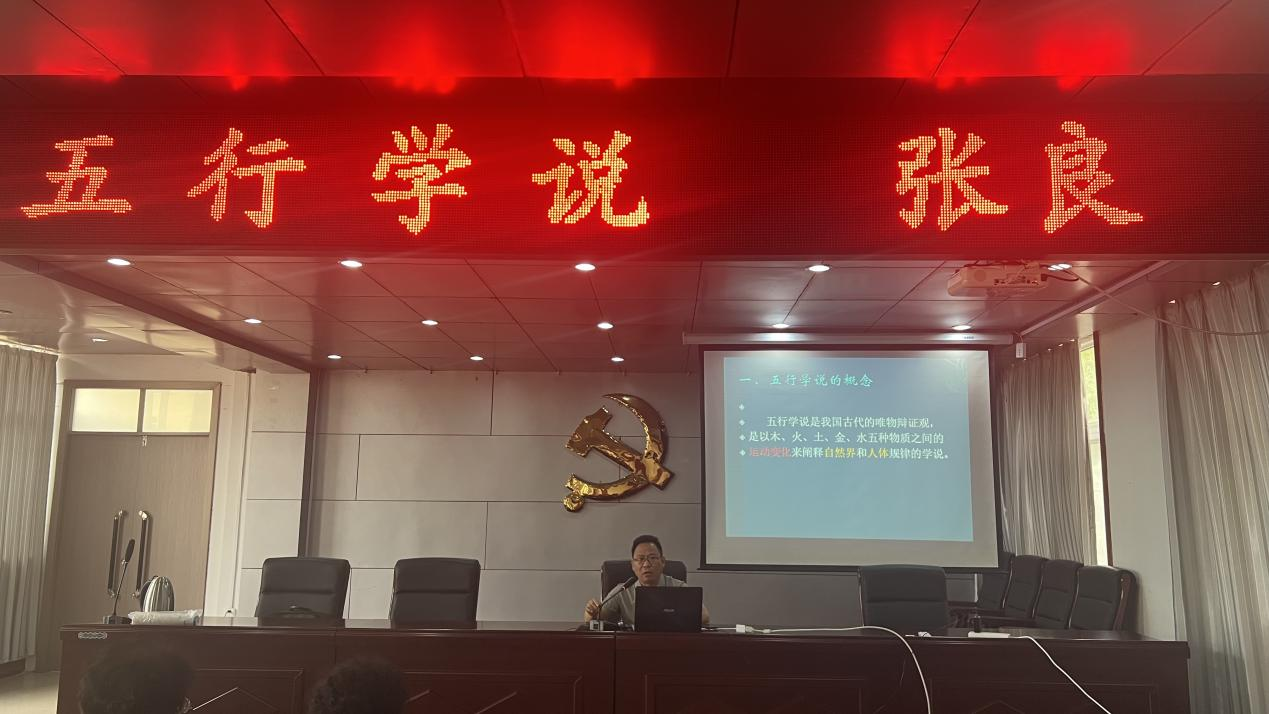 五行学说 张良
一．五行学说的概念
五行学说是我国古代的唯物辩证观，
是以木、火、土、金、水五种物质之间的
运动变化来阐释自然界和人体规律的学说。